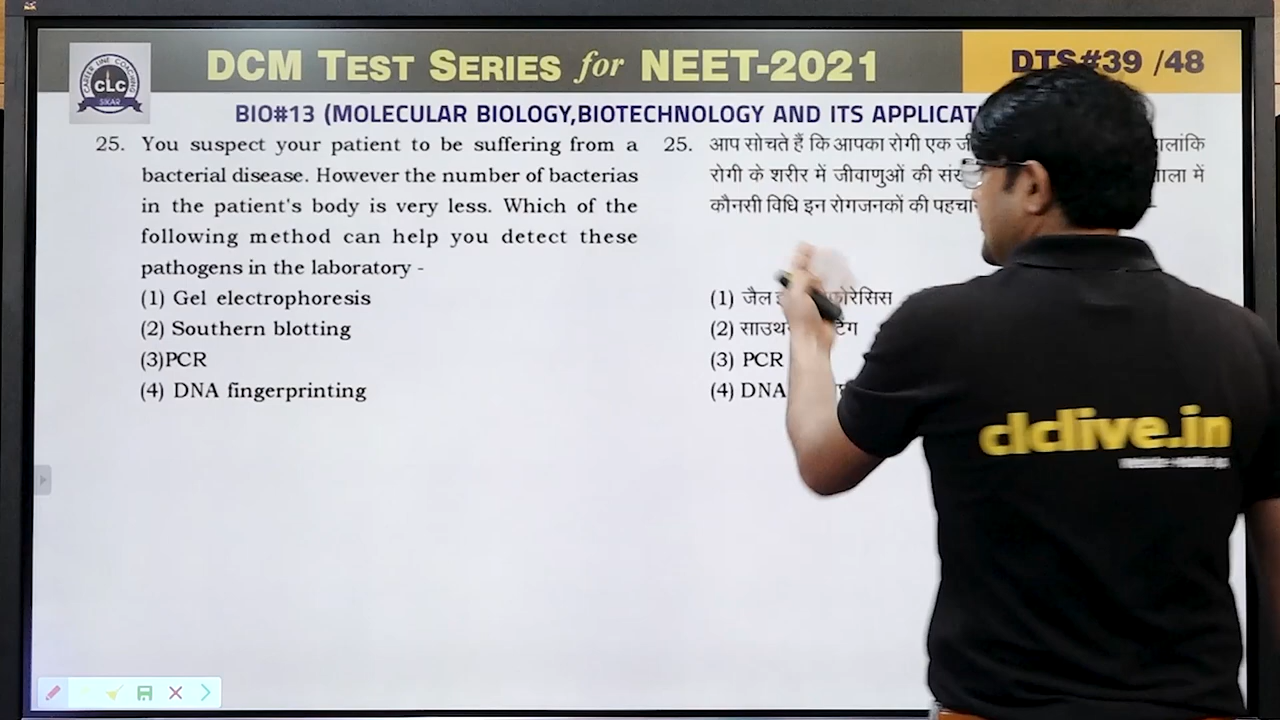 DCM TEST SERIES for NEET-2021
DTS#39 /48
CAREER LINE COACHING
CLC
SIKAR
BIO#13 (MOLECULAR BIOLOGY,BIOTECHNOLOGY AND ITS
25. You suspect your patient to be suffering from a
bacterial disease. However the number of bacterias
in the patient's body is very less. Which of the
following method can help you detect these
pathogens in the laboratory -
(1) Gel electrophoresis
(2) Southern blotting
(3)PCR
(4) DNA fingerprinting
25. आप सोचते हैं कि आपका रोगी एक
रोगी के शरीर में जीवाणुओं की में
कौनसी विधि इन रोगजनकों की
(1) जैल
(2)
(3) PCR
(4) DNA
clclive.in